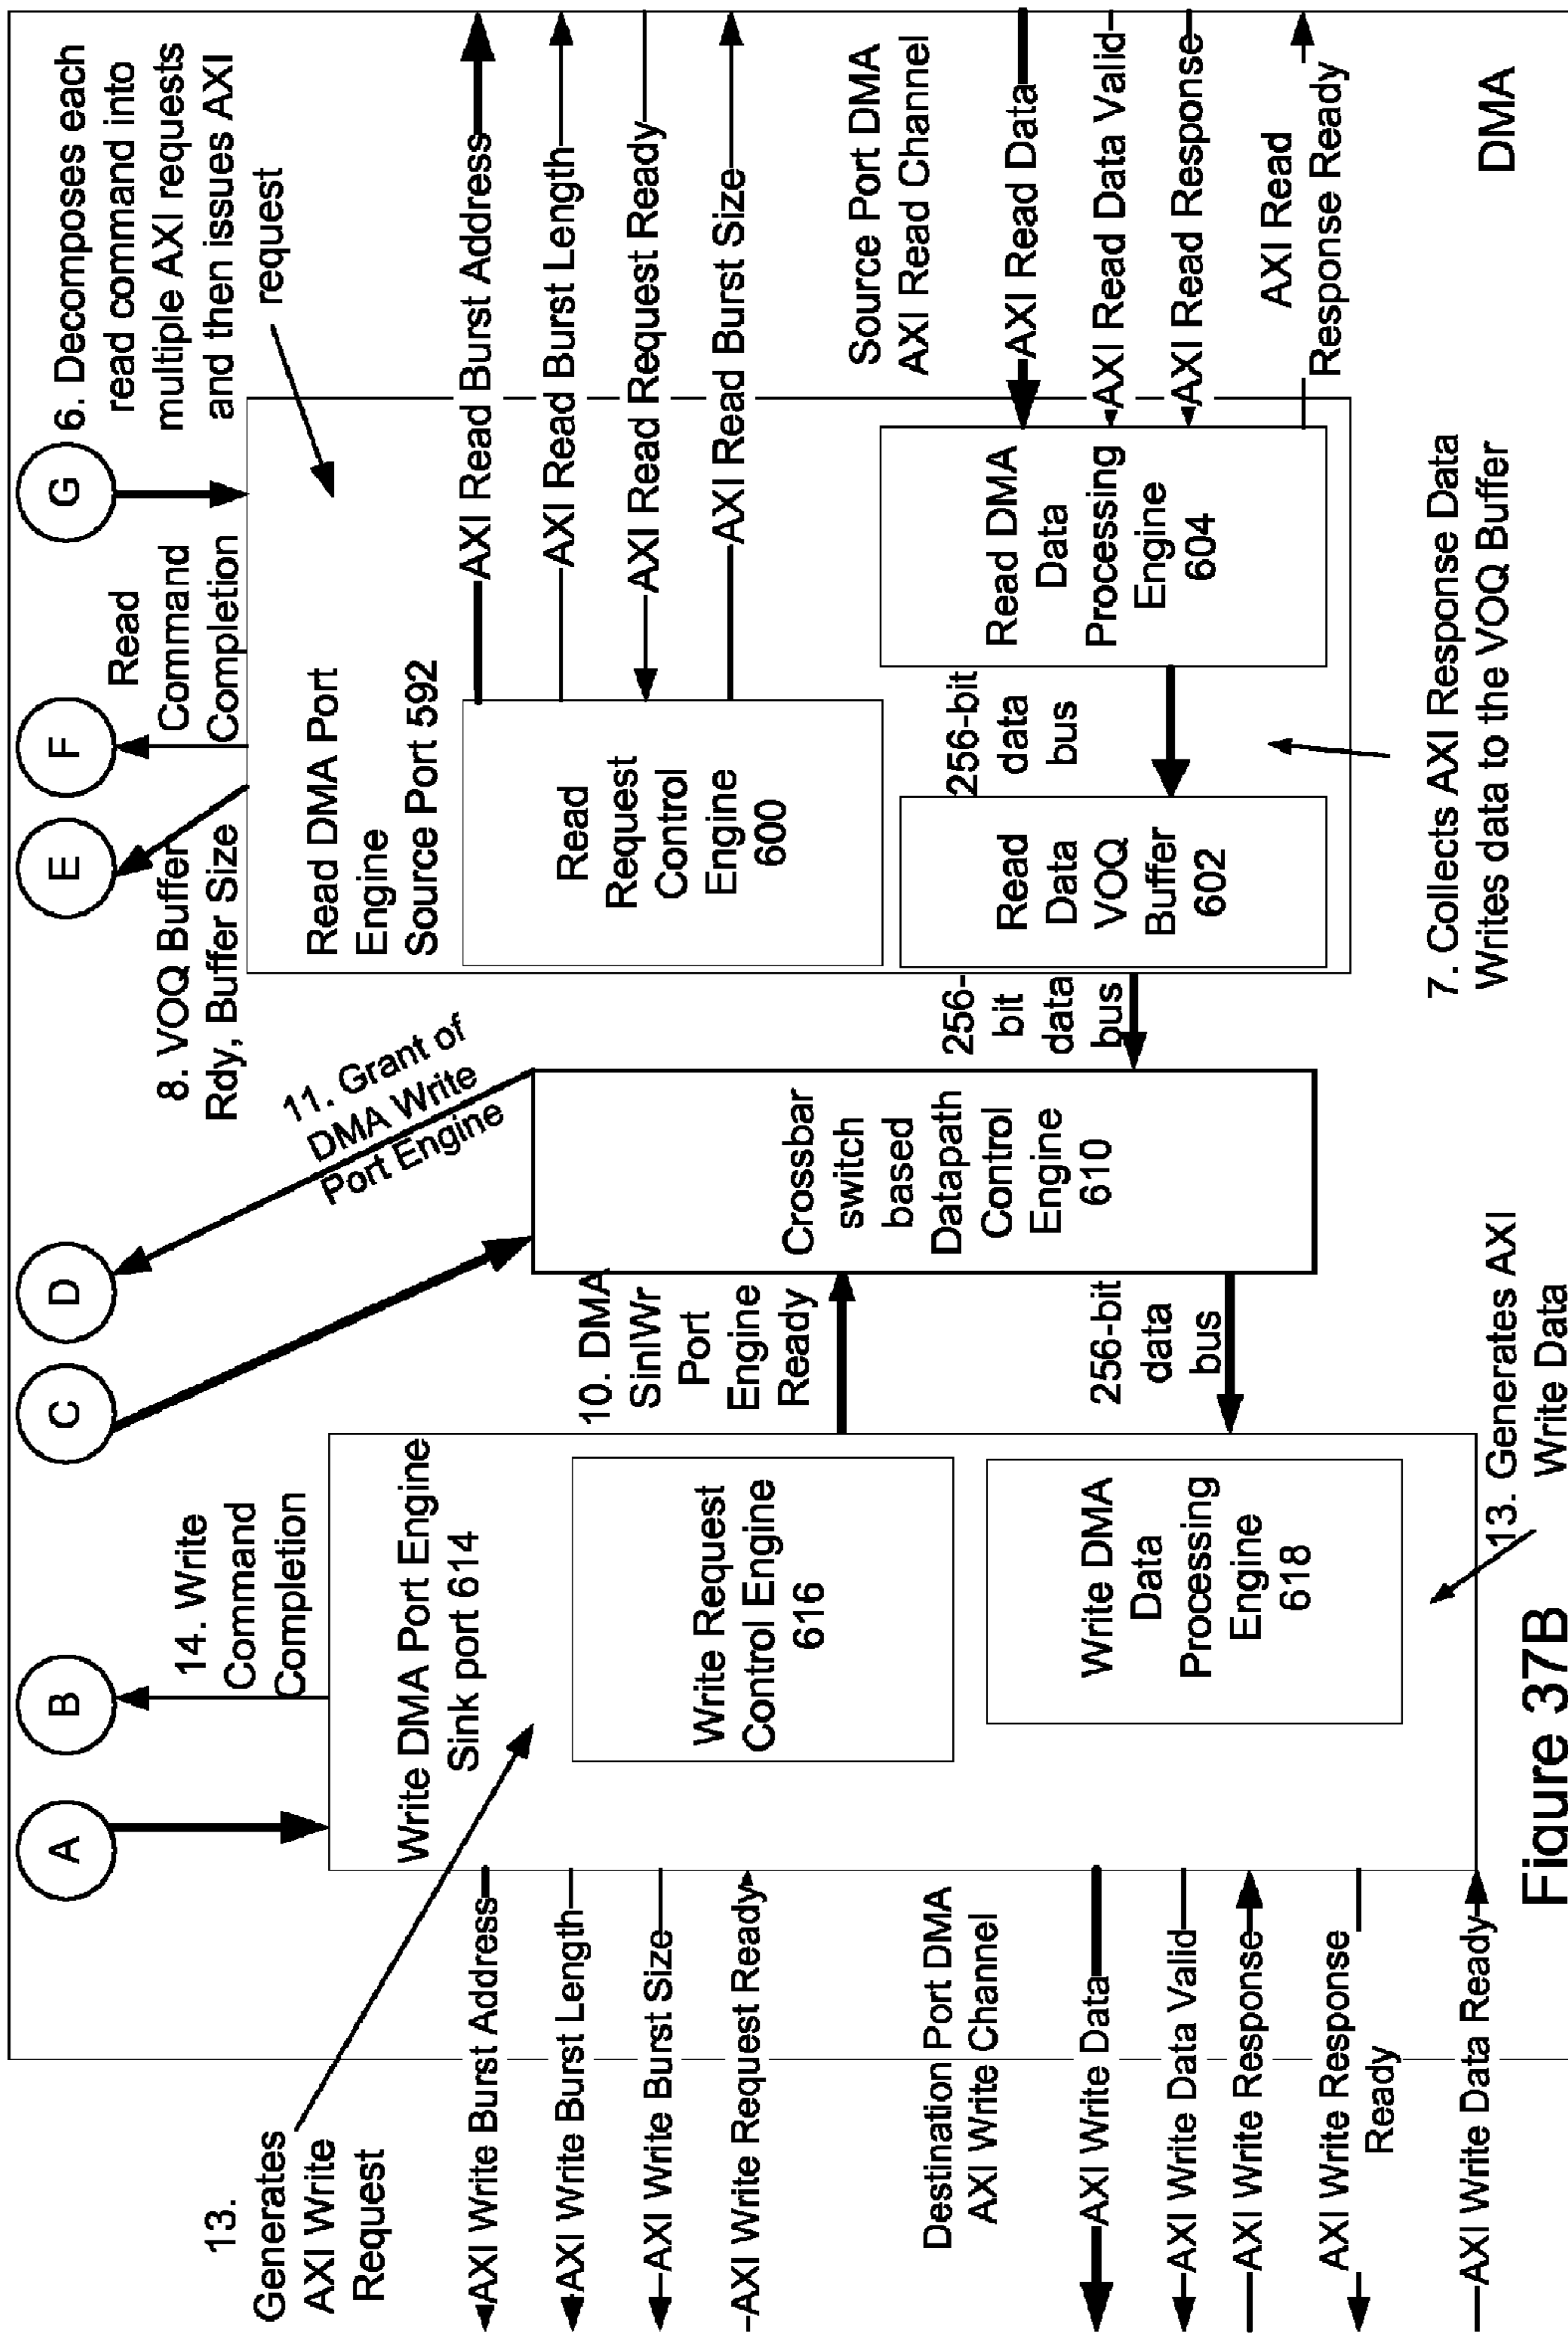 A
B
C
D
E
F
G
14. Write
Command
Completion
8. VOQ Buffer
Rdy, Buffer Size
Read
Command
Completion
6. Decomposes each
read command into
multiple AXI requests
and then issues AXI
request
11. Grant of
DMA Write
Port Engine
13.
Generates
AXI Write
Request
Write DMA Port Engine
Sink port 614
Write Request
Control Engine
616
Write DMA
Data
Processing
Engine
618
AXI Write Burst Address
AXI Write Burst Length
AXI Write Burst Size
AXI Write Request Ready
Destination Port DMA
AXI Write Channel
AXI Write Data
AXI Write Data Valid
AXI Write Response
AXI Write Response
Ready
AXI Write Data Ready
10. DMA
SinlWr
Port
Engine
Ready
256-bit
data
bus
13. Generates AXI
Write Data
Crossbar
switch
based
Datapath
Control
Engine
610
256-
bit
data
bus
Read DMA Port
Engine
Source Port 592
Read
Request
Control
Engine
600
Read
Data
VOQ
Buffer
602
256-bit
data
bus
Read DMA
Data
Processing
Engine
604
AXI Read Burst Address
AXI Read Burst Length
AXI Read Request Ready
AXI Read Burst Size
Source Port DMA
AXI Read Channel
AXI Read Data
AXI Read Data Valid
AXI Read Response
AXI Read
Response Ready
7. Collects AXI Response Data
Writes data to the VOQ Buffer
DMA
Figure 37B